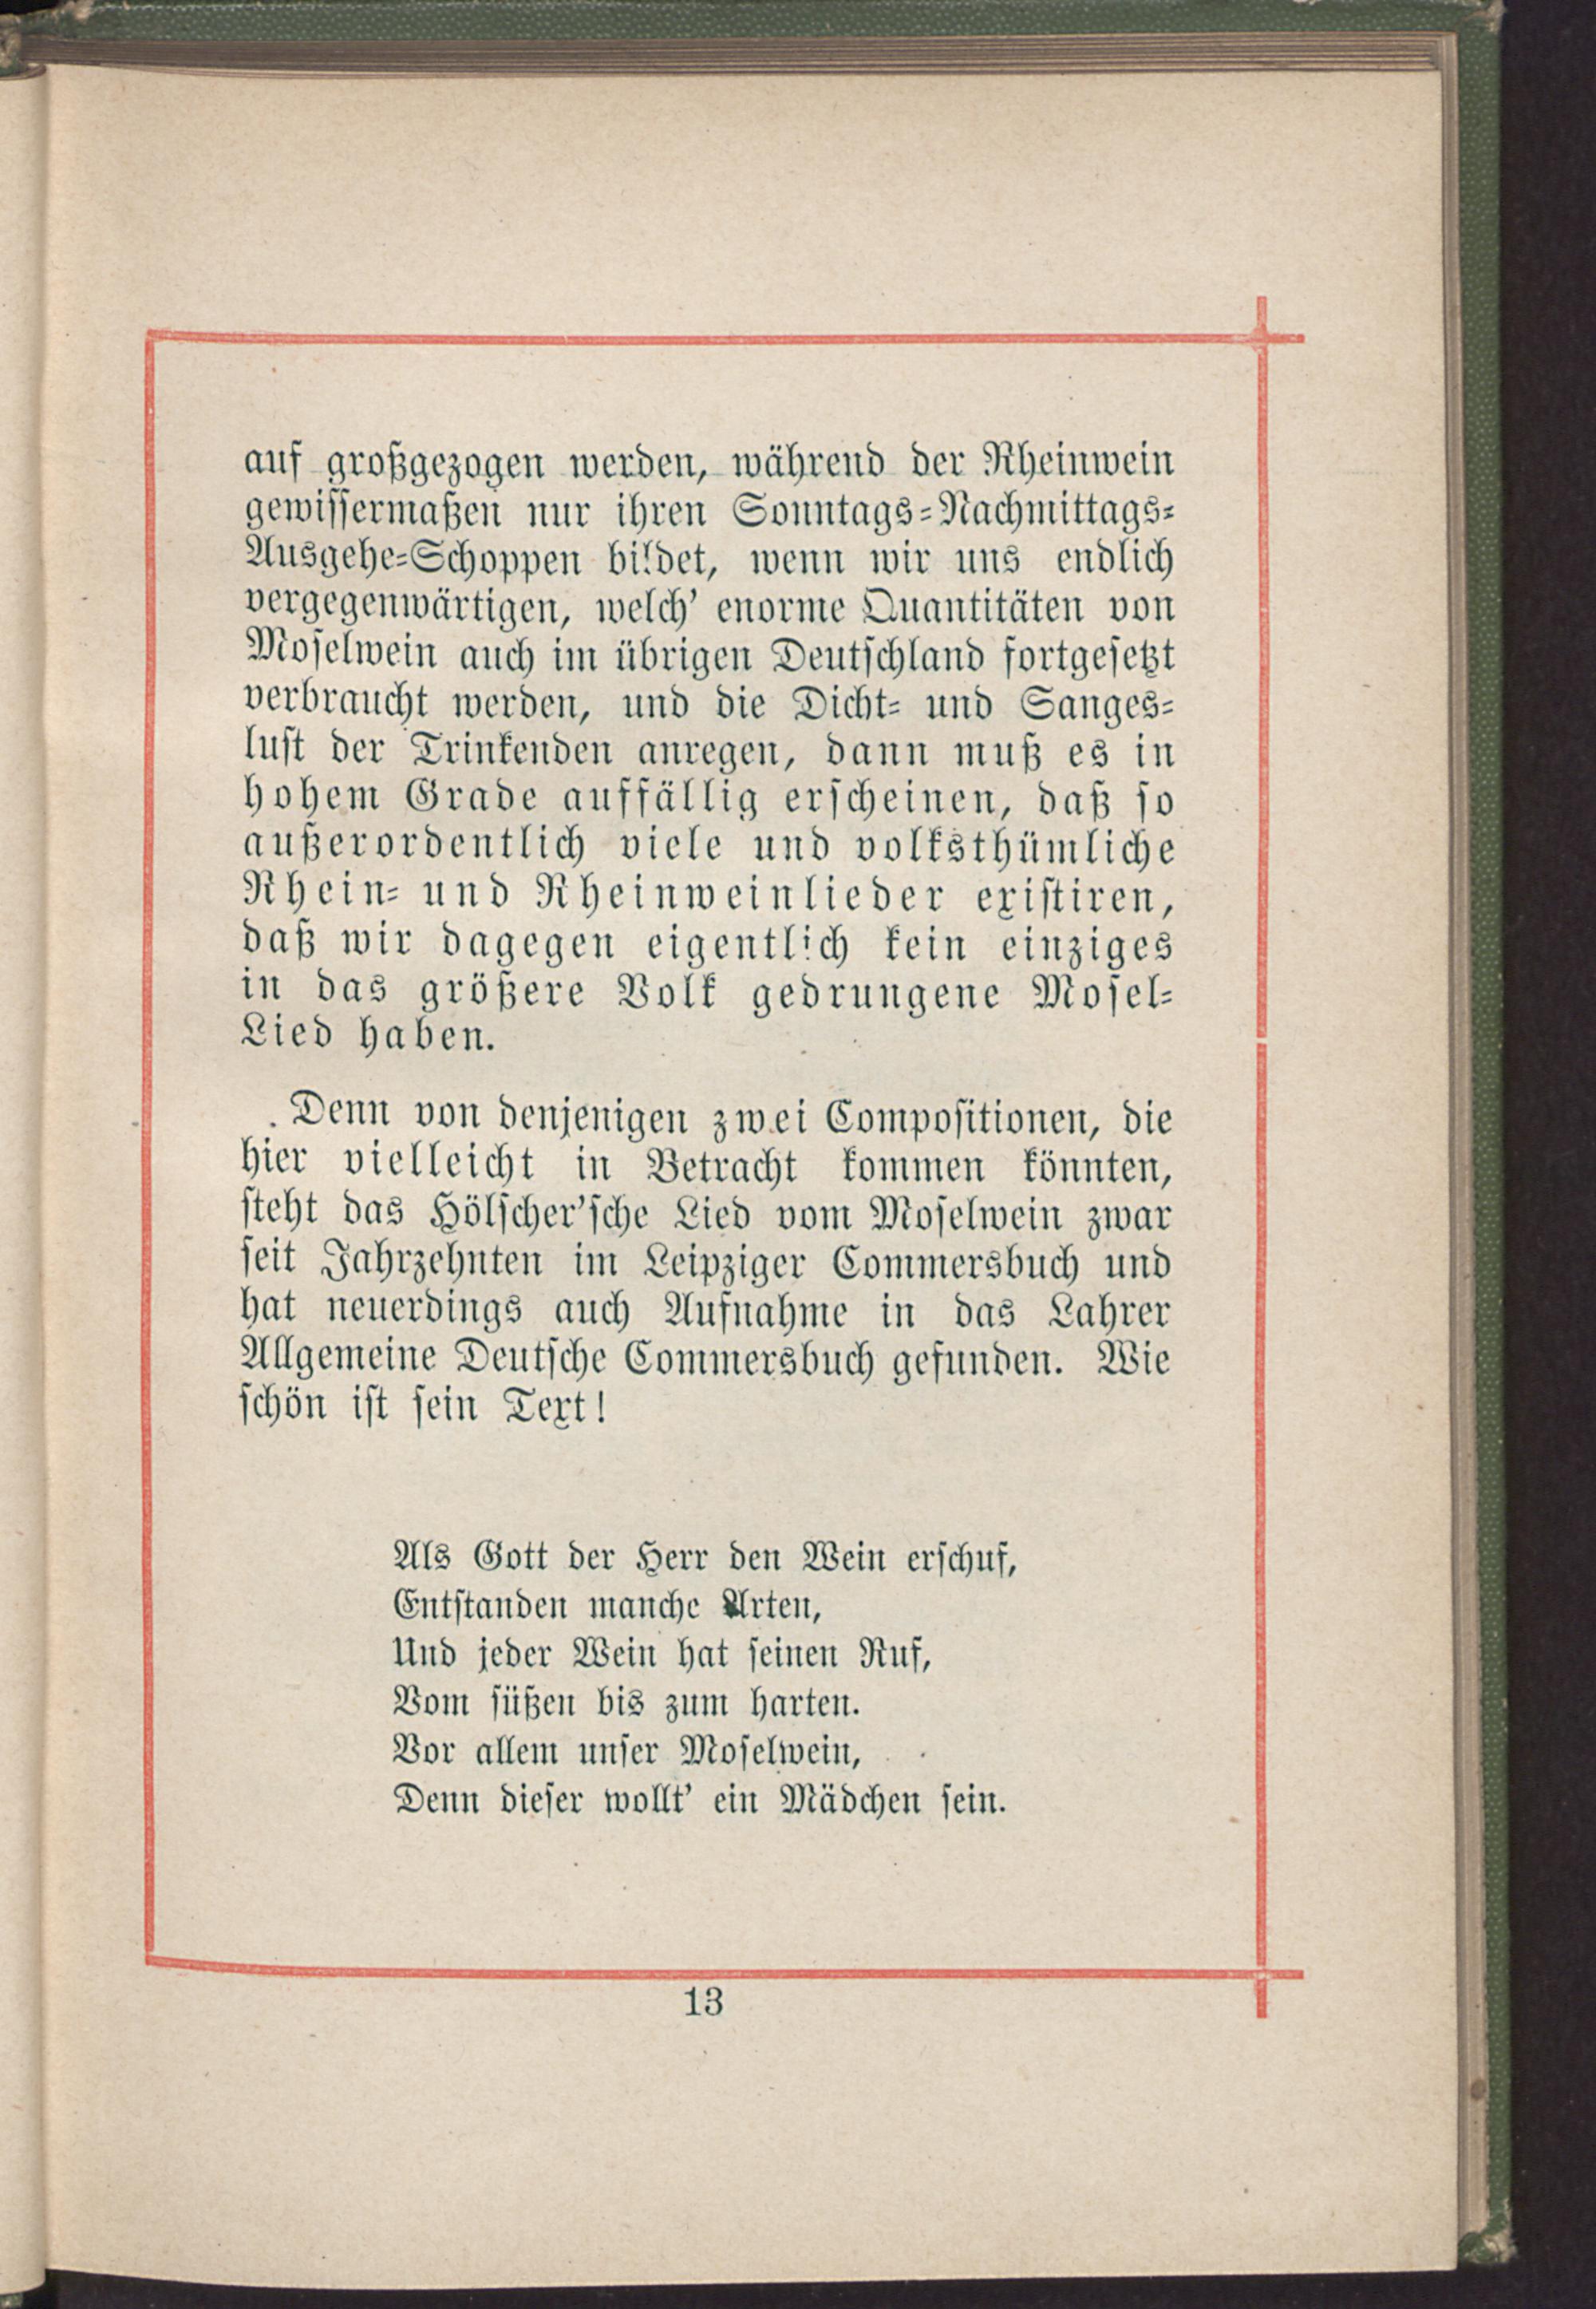 auf großgezogen werden, während der Rheinwein
gewissermaßen nur ihren Sonntags-Nachmittags-
Ausgehe-Schoppen bildet, wenn wir uns endlich
vergegenwärtigen, welch' enorme Quantitäten von
Moselwein auch im übrigen Deutschland fortgesetzt
verbraucht werden, und die Dicht- und Sanges-
lust der Trinkenden anregen, dann muß es in
hohem Grade auffällig erscheinen, daß so
außerordentlich viele und volksthümliche
Rhein- und Rheinweinlieder existiren,
daß wir dagegen eigentlich kein einziges
in das größere Volk gedrungene Mosel-
Lied haben.
Denn von denjenigen zwei Compositionen, die
hier vielleicht in Betracht kommen könnten,
steht das Hölscher'sche Lied vom Moselwein zwar
seit Jahrzehnten im Leipziger Commersbuch und
hat neuerdings auch Aufnahme in das Lahrer
Allgemeine Deutsche Commersbuch gefunden. Wie
schön ist sein Text!
Als Gott der Herr den Wein erschuf,
Entstanden manche Arten,
Und jeder Wein hat seinen Ruf,
Vom süßen bis zum harten.
Vor allem unser Moselwein,
Denn dieser wollt' ein Mädchen sein.
13